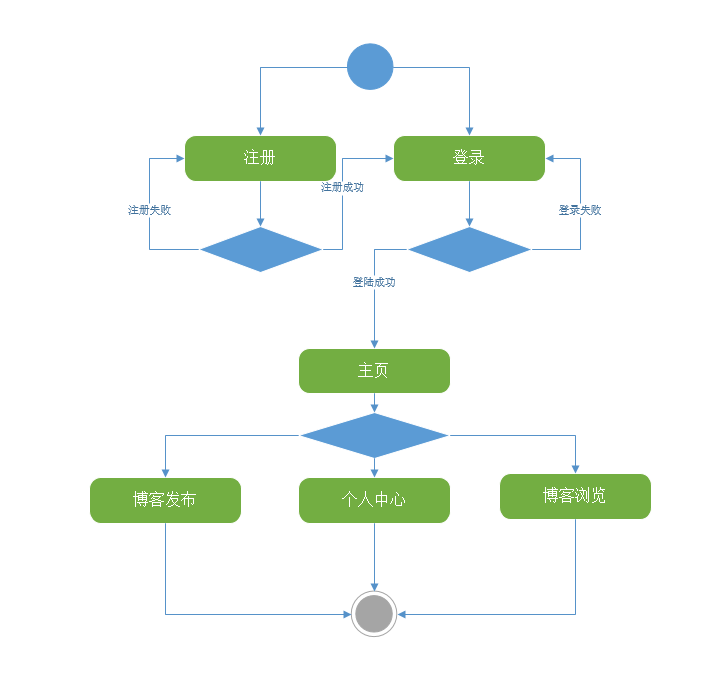 注册
登录
注册成功
注册失败
登录失败
登陆成功
主页
博客发布
个人中心
博客浏览